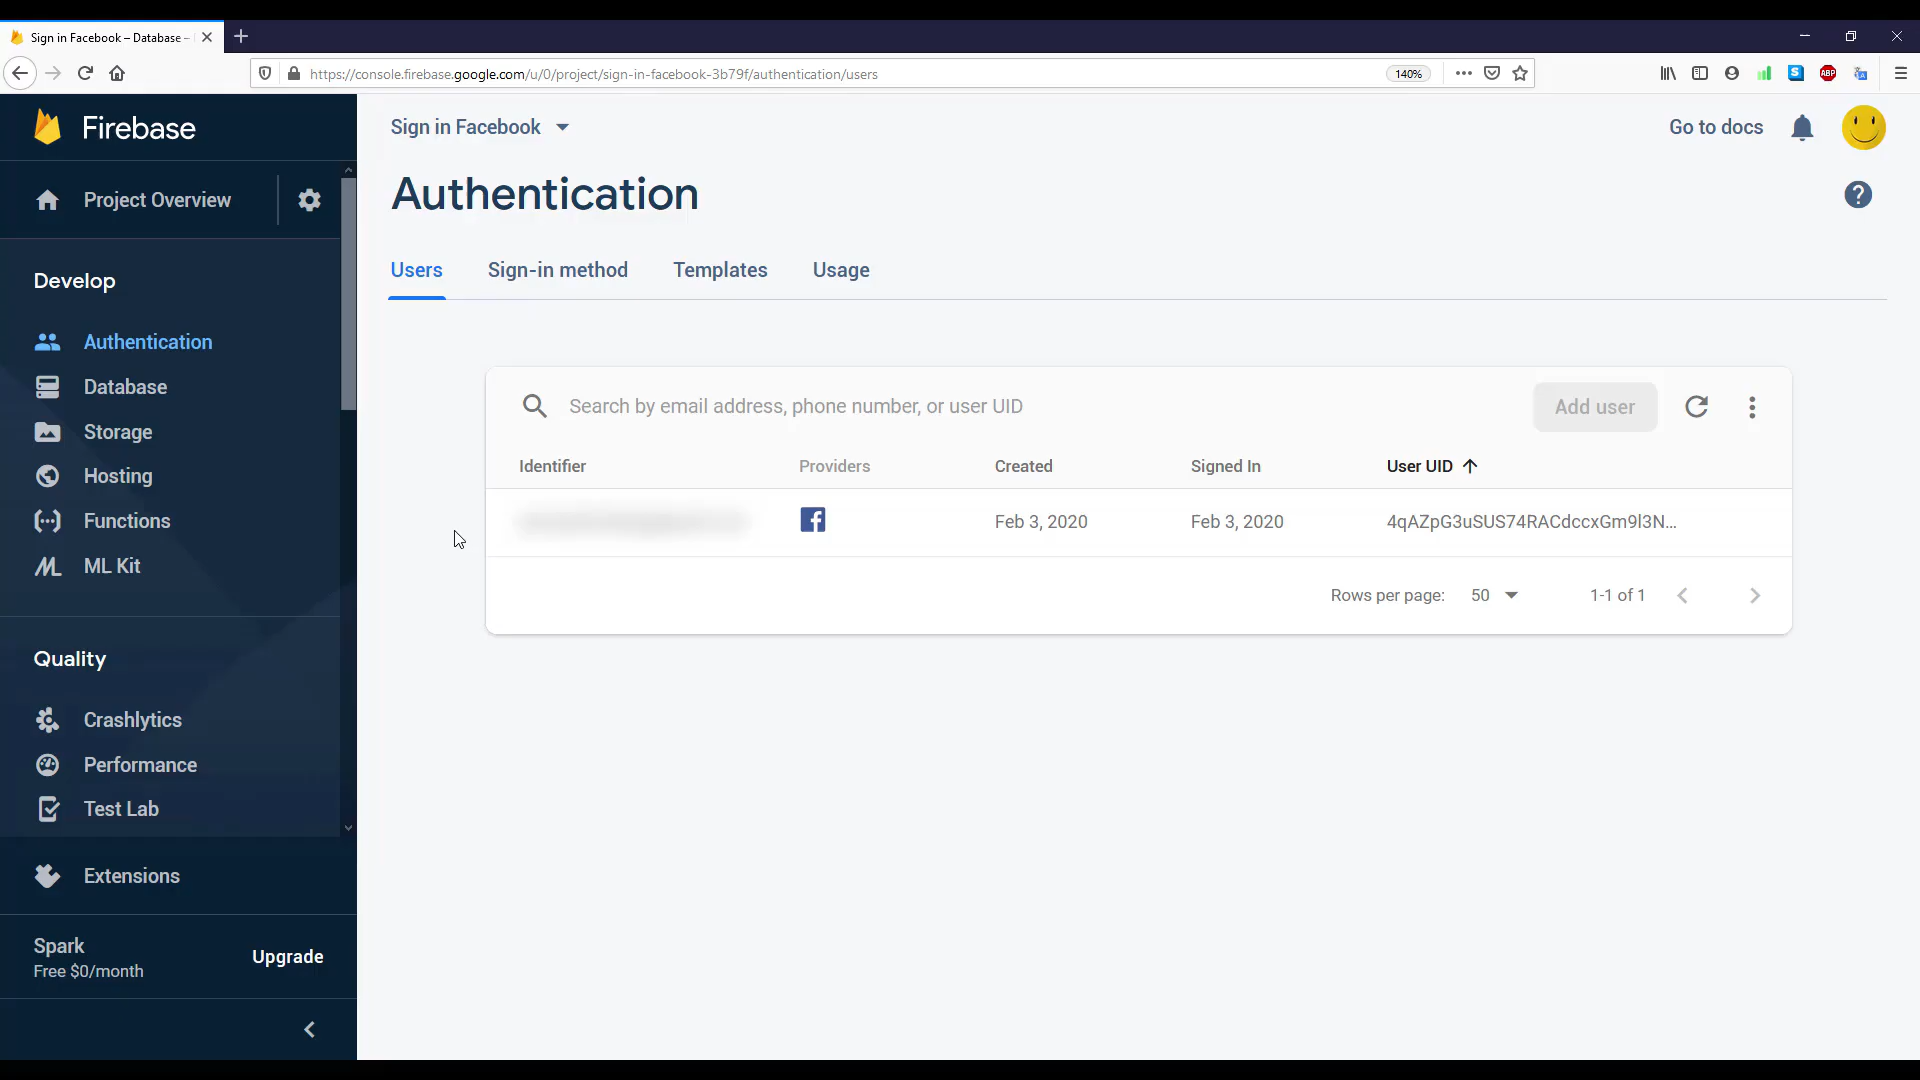 Sign in Facebook – Database –
https://console.firebase.google.com/u/0/project/sign-in-facebook-3b79f/authentication/users
140%
S
ABP
Firebase
Sign in Facebook
Go to docs
Project Overview
Authentication
?
Develop
Users
Sign-in method
Templates
Usage
Authentication
Database
Storage
Hosting
Functions
ML Kit
Search by email address, phone number, or user UID
Add user
Identifier
Providers
Created
Signed In
User UID
Feb 3, 2020
Feb 3, 2020
4qAZpG3uSUS74RACdccxGm9l3N...
Rows per page:
50
1-1 of 1
Quality
Crashlytics
Performance
Test Lab
Extensions
Spark
Free $0/month
Upgrade